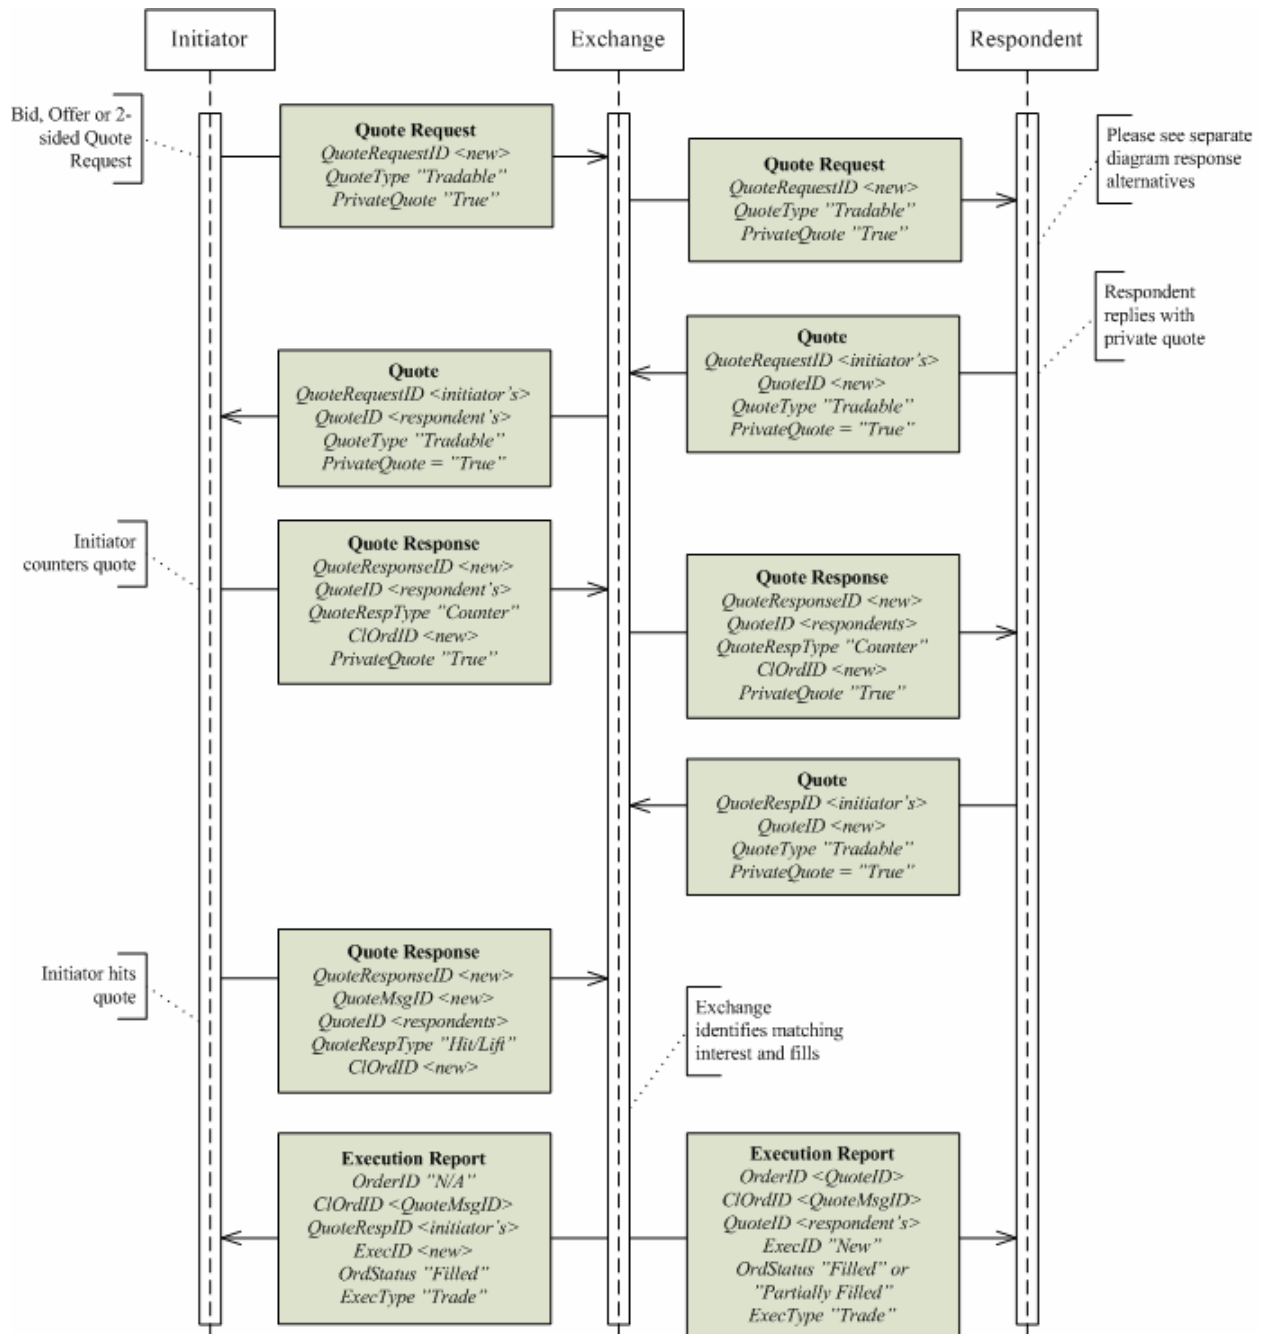 Initiator
Exchange
Respondent
Bid, Offer or 2-
sided Quote
Request
Quote Request
QuoteRequestID <new>
QuoteType "Tradable"
PrivateQuote "True"
Quote Request
QuoteRequestID <new>
QuoteType "Tradable"
PrivateQuote "True"
Please see separate
diagram response
alternatives
Respondent
replies with
private quote
Quote
QuoteRequestID <initiator's>
QuoteID <new>
QuoteType "Tradable"
PrivateQuote = "True"
Quote
QuoteRequestID <initiator's>
QuoteID <respondent's>
QuoteType "Tradable"
PrivateQuote = "True"
Initiator
counters quote
Quote Response
QuoteResponseID <new>
QuoteID <respondent's>
QuoteRespType "Counter"
ClOrdID <new>
PrivateQuote "True"
Quote Response
QuoteResponseID <new>
QuoteID <respondents>
QuoteRespType "Counter"
ClOrdID <new>
PrivateQuote "True"
Quote
QuoteRespID <initiator's>
QuoteID <new>
QuoteType "Tradable"
PrivateQuote = "True"
Initiator hits
quote
Quote Response
QuoteResponseID <new>
QuoteMsgID <new>
QuoteID <respondents>
QuoteRespType "Hit/Lift"
ClOrdID <new>
Exchange
identifies matching
interest and fills
Execution Report
OrderID "N/A"
ClOrdID <QuoteMsgID>
QuoteRespID <initiator's>
ExecID <new>
OrdStatus "Filled"
ExecType "Trade"
Execution Report
OrderID <QuoteID>
ClOrdID <QuoteMsgID>
QuoteID <respondent's>
ExecID "New"
OrdStatus "Filled" or
"Partially Filled"
ExecType "Trade"